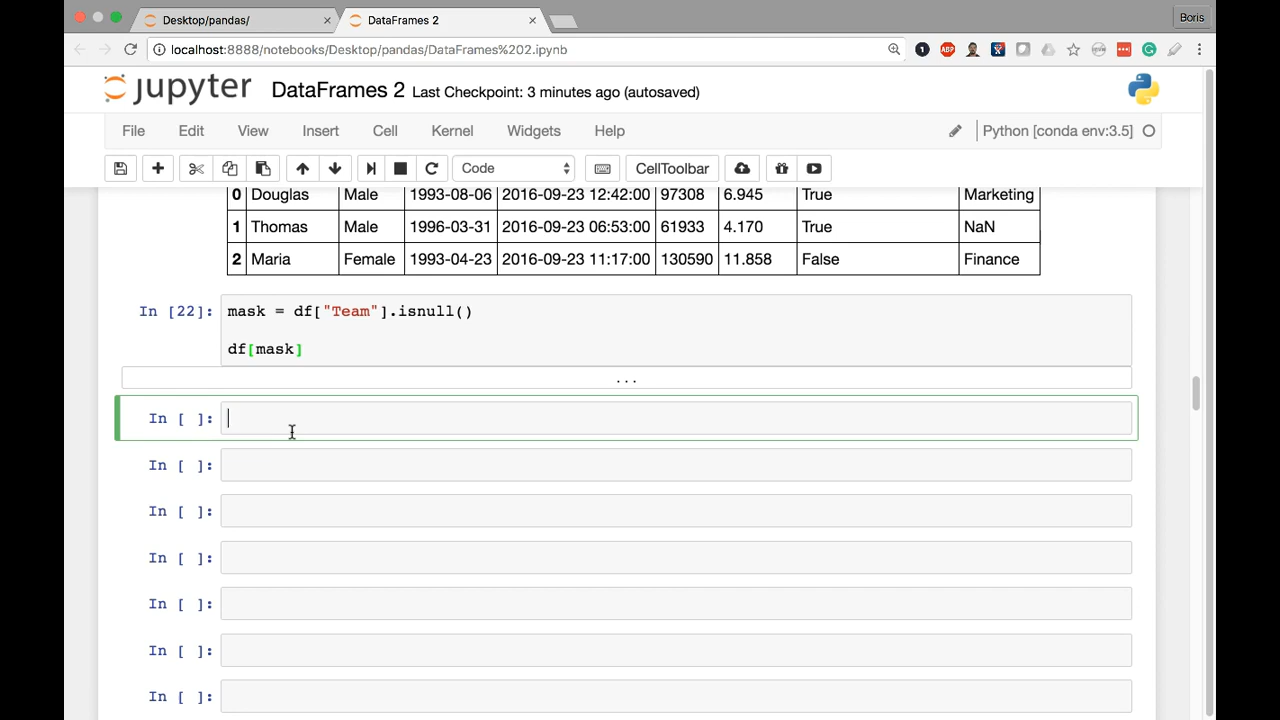 Desktop/pandas/ × DataFrames 2 × Boris
localhost:8888/notebooks/Desktop/pandas/DataFrames%202.ipynb
jupyter DataFrames 2 Last Checkpoint: 3 minutes ago (autosaved)
File Edit View Insert Cell Kernel Widgets Help Python [conda env:3.5]
Code CellToolbar
0 Douglas Male 1993-08-06 2016-09-23 12:42:00 97308 6.945 True Marketing
1 Thomas Male 1996-03-31 2016-09-23 06:53:00 61933 4.170 True NaN
2 Maria Female 1993-04-23 2016-09-23 11:17:00 130590 11.858 False Finance
In [22]: mask = df["Team"].isnull()
df[mask]
...
In [ ]:
In [ ]:
In [ ]:
In [ ]:
In [ ]:
In [ ]:
In [ ]: